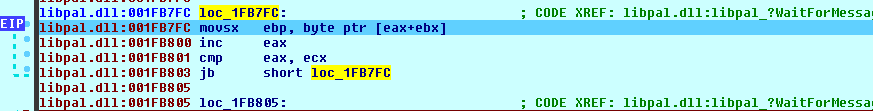 libpal.dll:001FB7FC loc_1FB7FC: ; CODE XREF: libpal.dll:libpal_?WaitForMessa
EIP libpal.dll:001FB7FC movsx ebp, byte ptr [eax+ebx]
libpal.dll:001FB800 inc eax
libpal.dll:001FB801 cmp eax, ecx
libpal.dll:001FB803 jb short loc_1FB7FC
libpal.dll:001FB805
libpal.dll:001FB805 loc_1FB805: ; CODE XREF: libpal.dll:libpal_?WaitForMessag